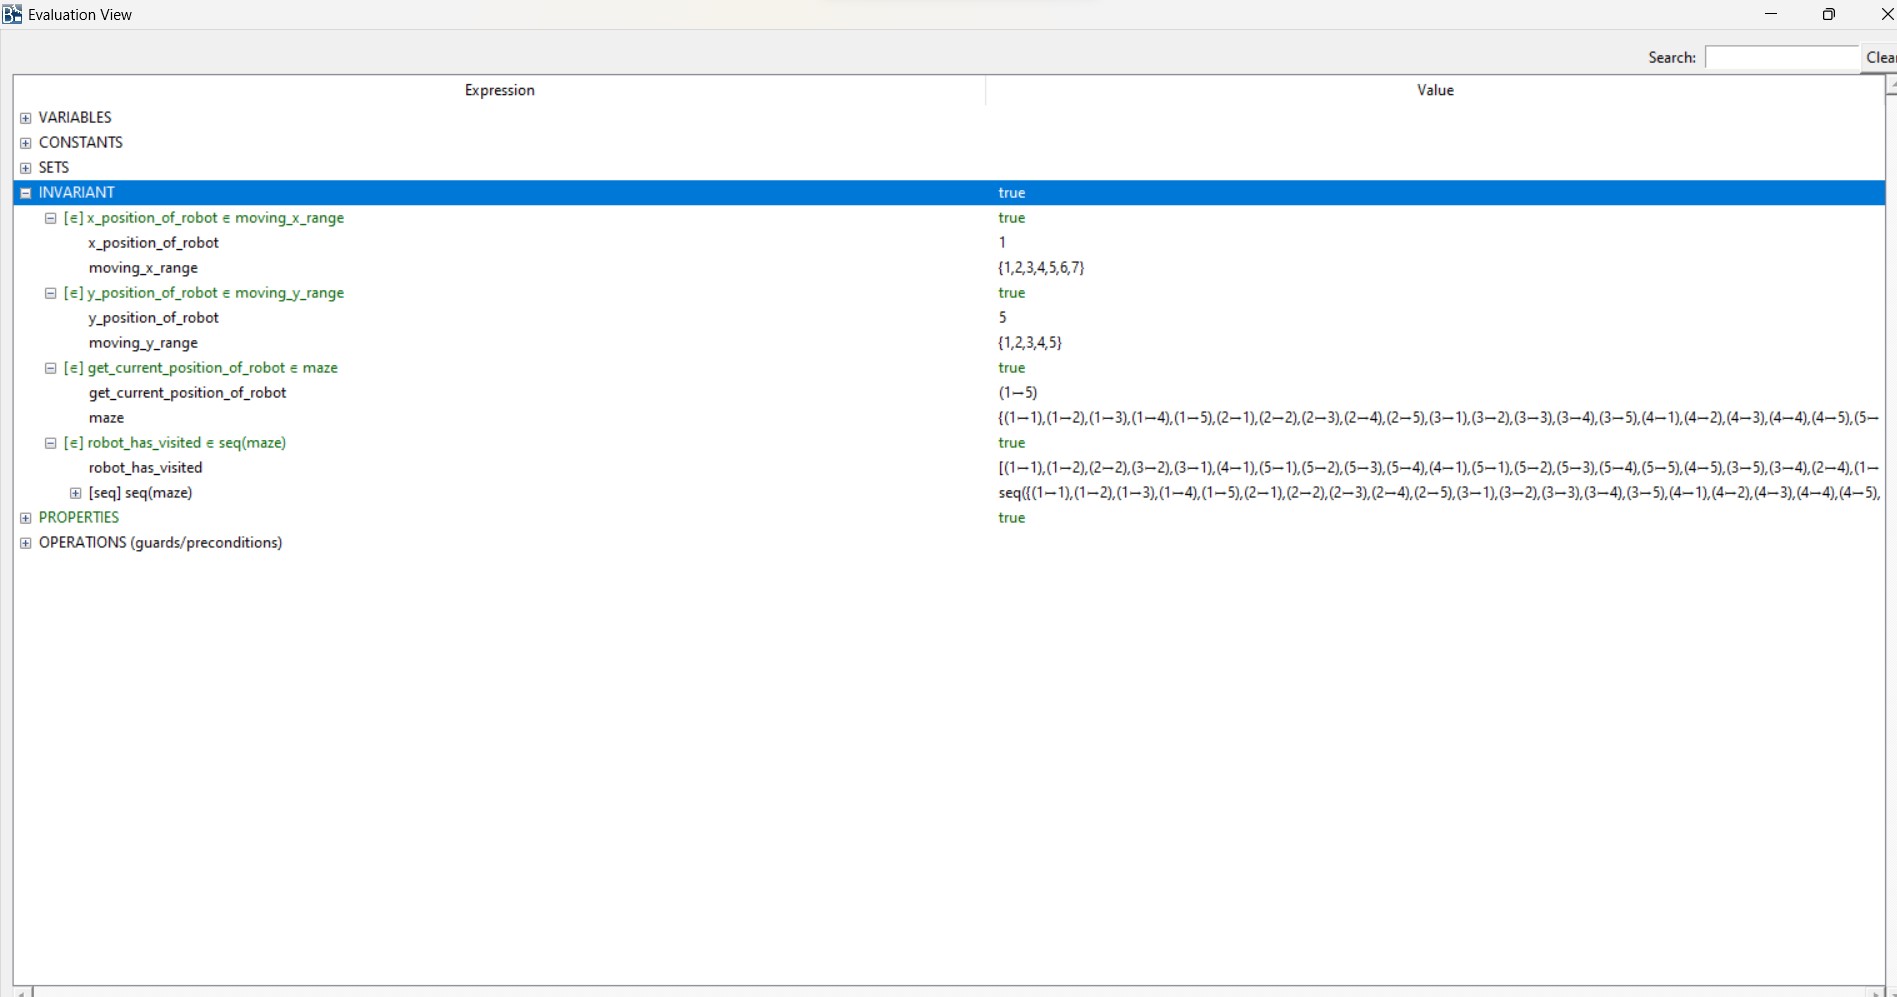 Evaluation View
Search: Clear
Expression Value
VARIABLES
CONSTANTS
SETS
INVARIANT true
[∈] x_position_of_robot ∈ moving_x_range true
x_position_of_robot 1
moving_x_range {1,2,3,4,5,6,7}
[∈] y_position_of_robot ∈ moving_y_range true
y_position_of_robot 5
moving_y_range {1,2,3,4,5}
[∈] get_current_position_of_robot ∈ maze true
get_current_position_of_robot (1↦5)
maze {(1↦1),(1↦2),(1↦3),(1↦4),(1↦5),(2↦1),(2↦2),(2↦3),(2↦4),(2↦5),(3↦1),(3↦2),(3↦3),(3↦4),(3↦5),(4↦1),(4↦2),(4↦3),(4↦4),(4↦5),(5↦
[∈] robot_has_visited ∈ seq(maze) true
robot_has_visited [(1↦1),(1↦2),(2↦2),(3↦2),(3↦1),(4↦1),(5↦1),(5↦2),(5↦3),(5↦4),(4↦1),(5↦1),(5↦2),(5↦3),(5↦4),(5↦5),(4↦5),(3↦5),(3↦4),(2↦4),(1↦
[seq] seq(maze) seq({(1↦1),(1↦2),(1↦3),(1↦4),(1↦5),(2↦1),(2↦2),(2↦3),(2↦4),(2↦5),(3↦1),(3↦2),(3↦3),(3↦4),(3↦5),(4↦1),(4↦2),(4↦3),(4↦4),(4↦5),
PROPERTIES true
OPERATIONS (guards/preconditions)